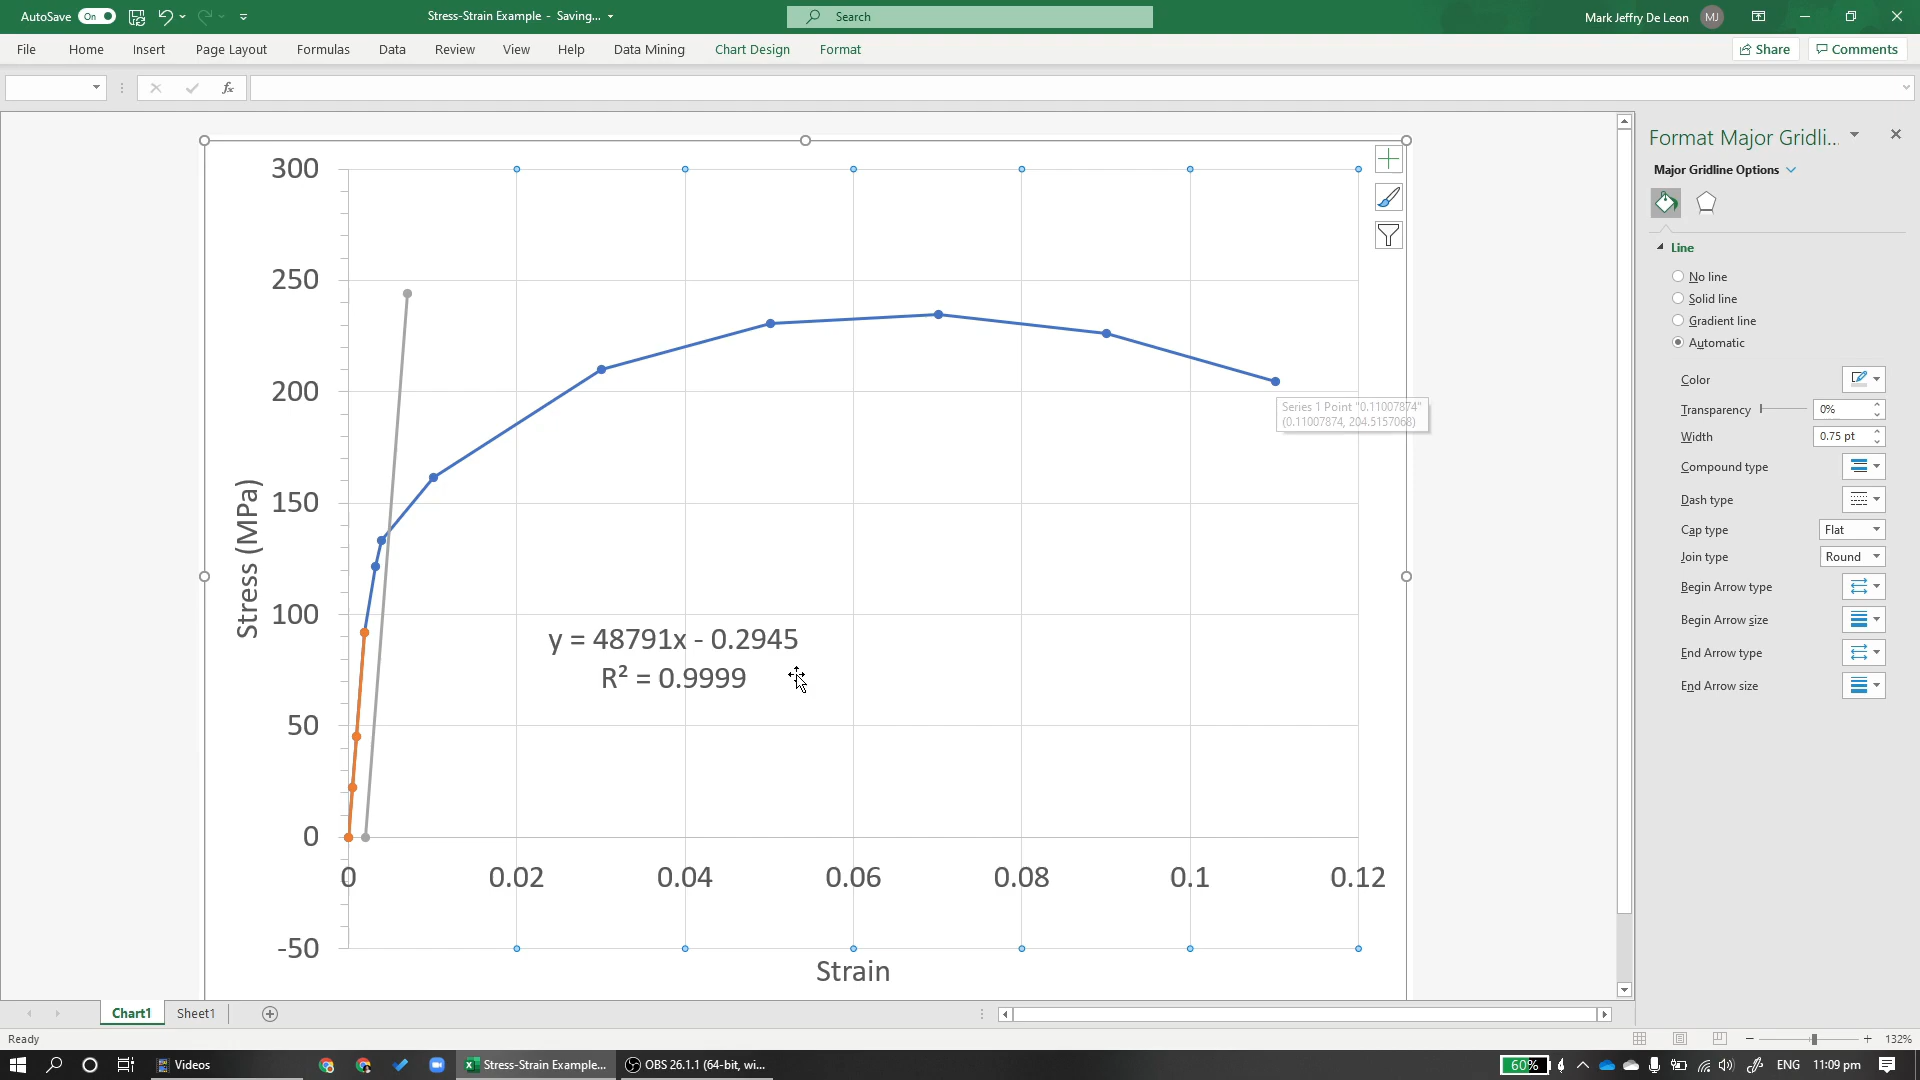 AutoSave On
Stress-Strain Example - Saving...
Search
Mark Jeffry De Leon MJ
File Home Insert Page Layout Formulas Data Review View Help Data Mining Chart Design Format
Share Comments
fx
Format Major Gridli...
Major Gridline Options
Line
No line
Solid line
Gradient line
Automatic
Color
Transparency 0%
Width 0.75 pt
Compound type
Dash type
Cap type Flat
Join type Round
Begin Arrow type
Begin Arrow size
End Arrow type
End Arrow size
300
250
200
150
100
50
0
-50
Stress (MPa)
Series 1 Point "0.11007874"
(0.11007874, 204.5157068)
y = 48791x - 0.2945
R² = 0.9999
0 0.02 0.04 0.06 0.08 0.1 0.12
Strain
Chart1 Sheet1
Ready
132%
Videos
Stress-Strain Example...
OBS 26.1.1 (64-bit, wi...
60%
ENG 11:09 pm